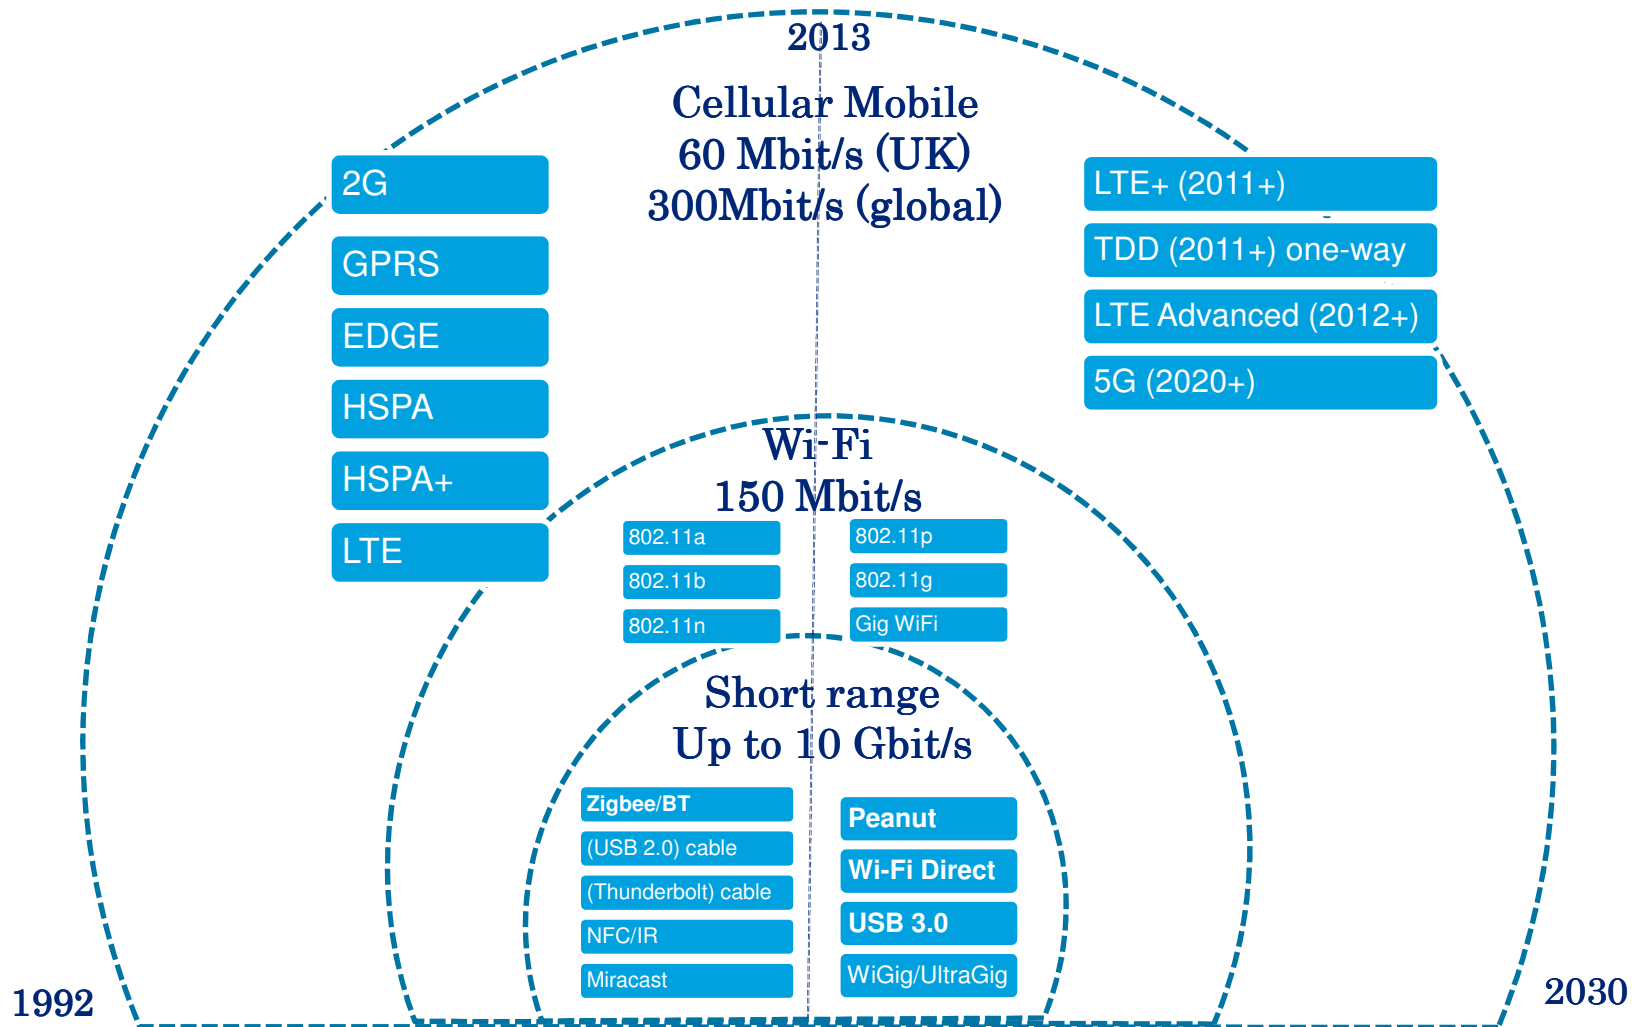 2013
Cellular Mobile
60 Mbit/s (UK)
300Mbit/s (global)
2G
GPRS
EDGE
HSPA
HSPA+
LTE
LTE+ (2011+)
TDD (2011+) one-way
LTE Advanced (2012+)
5G (2020+)
Wi-Fi
150 Mbit/s
802.11a
802.11b
802.11n
802.11p
802.11g
Gig WiFi
Short range
Up to 10 Gbit/s
Zigbee/BT
(USB 2.0) cable
(Thunderbolt) cable
NFC/IR
Miracast
Peanut
Wi-Fi Direct
USB 3.0
WiGig/UltraGig
1992
2030